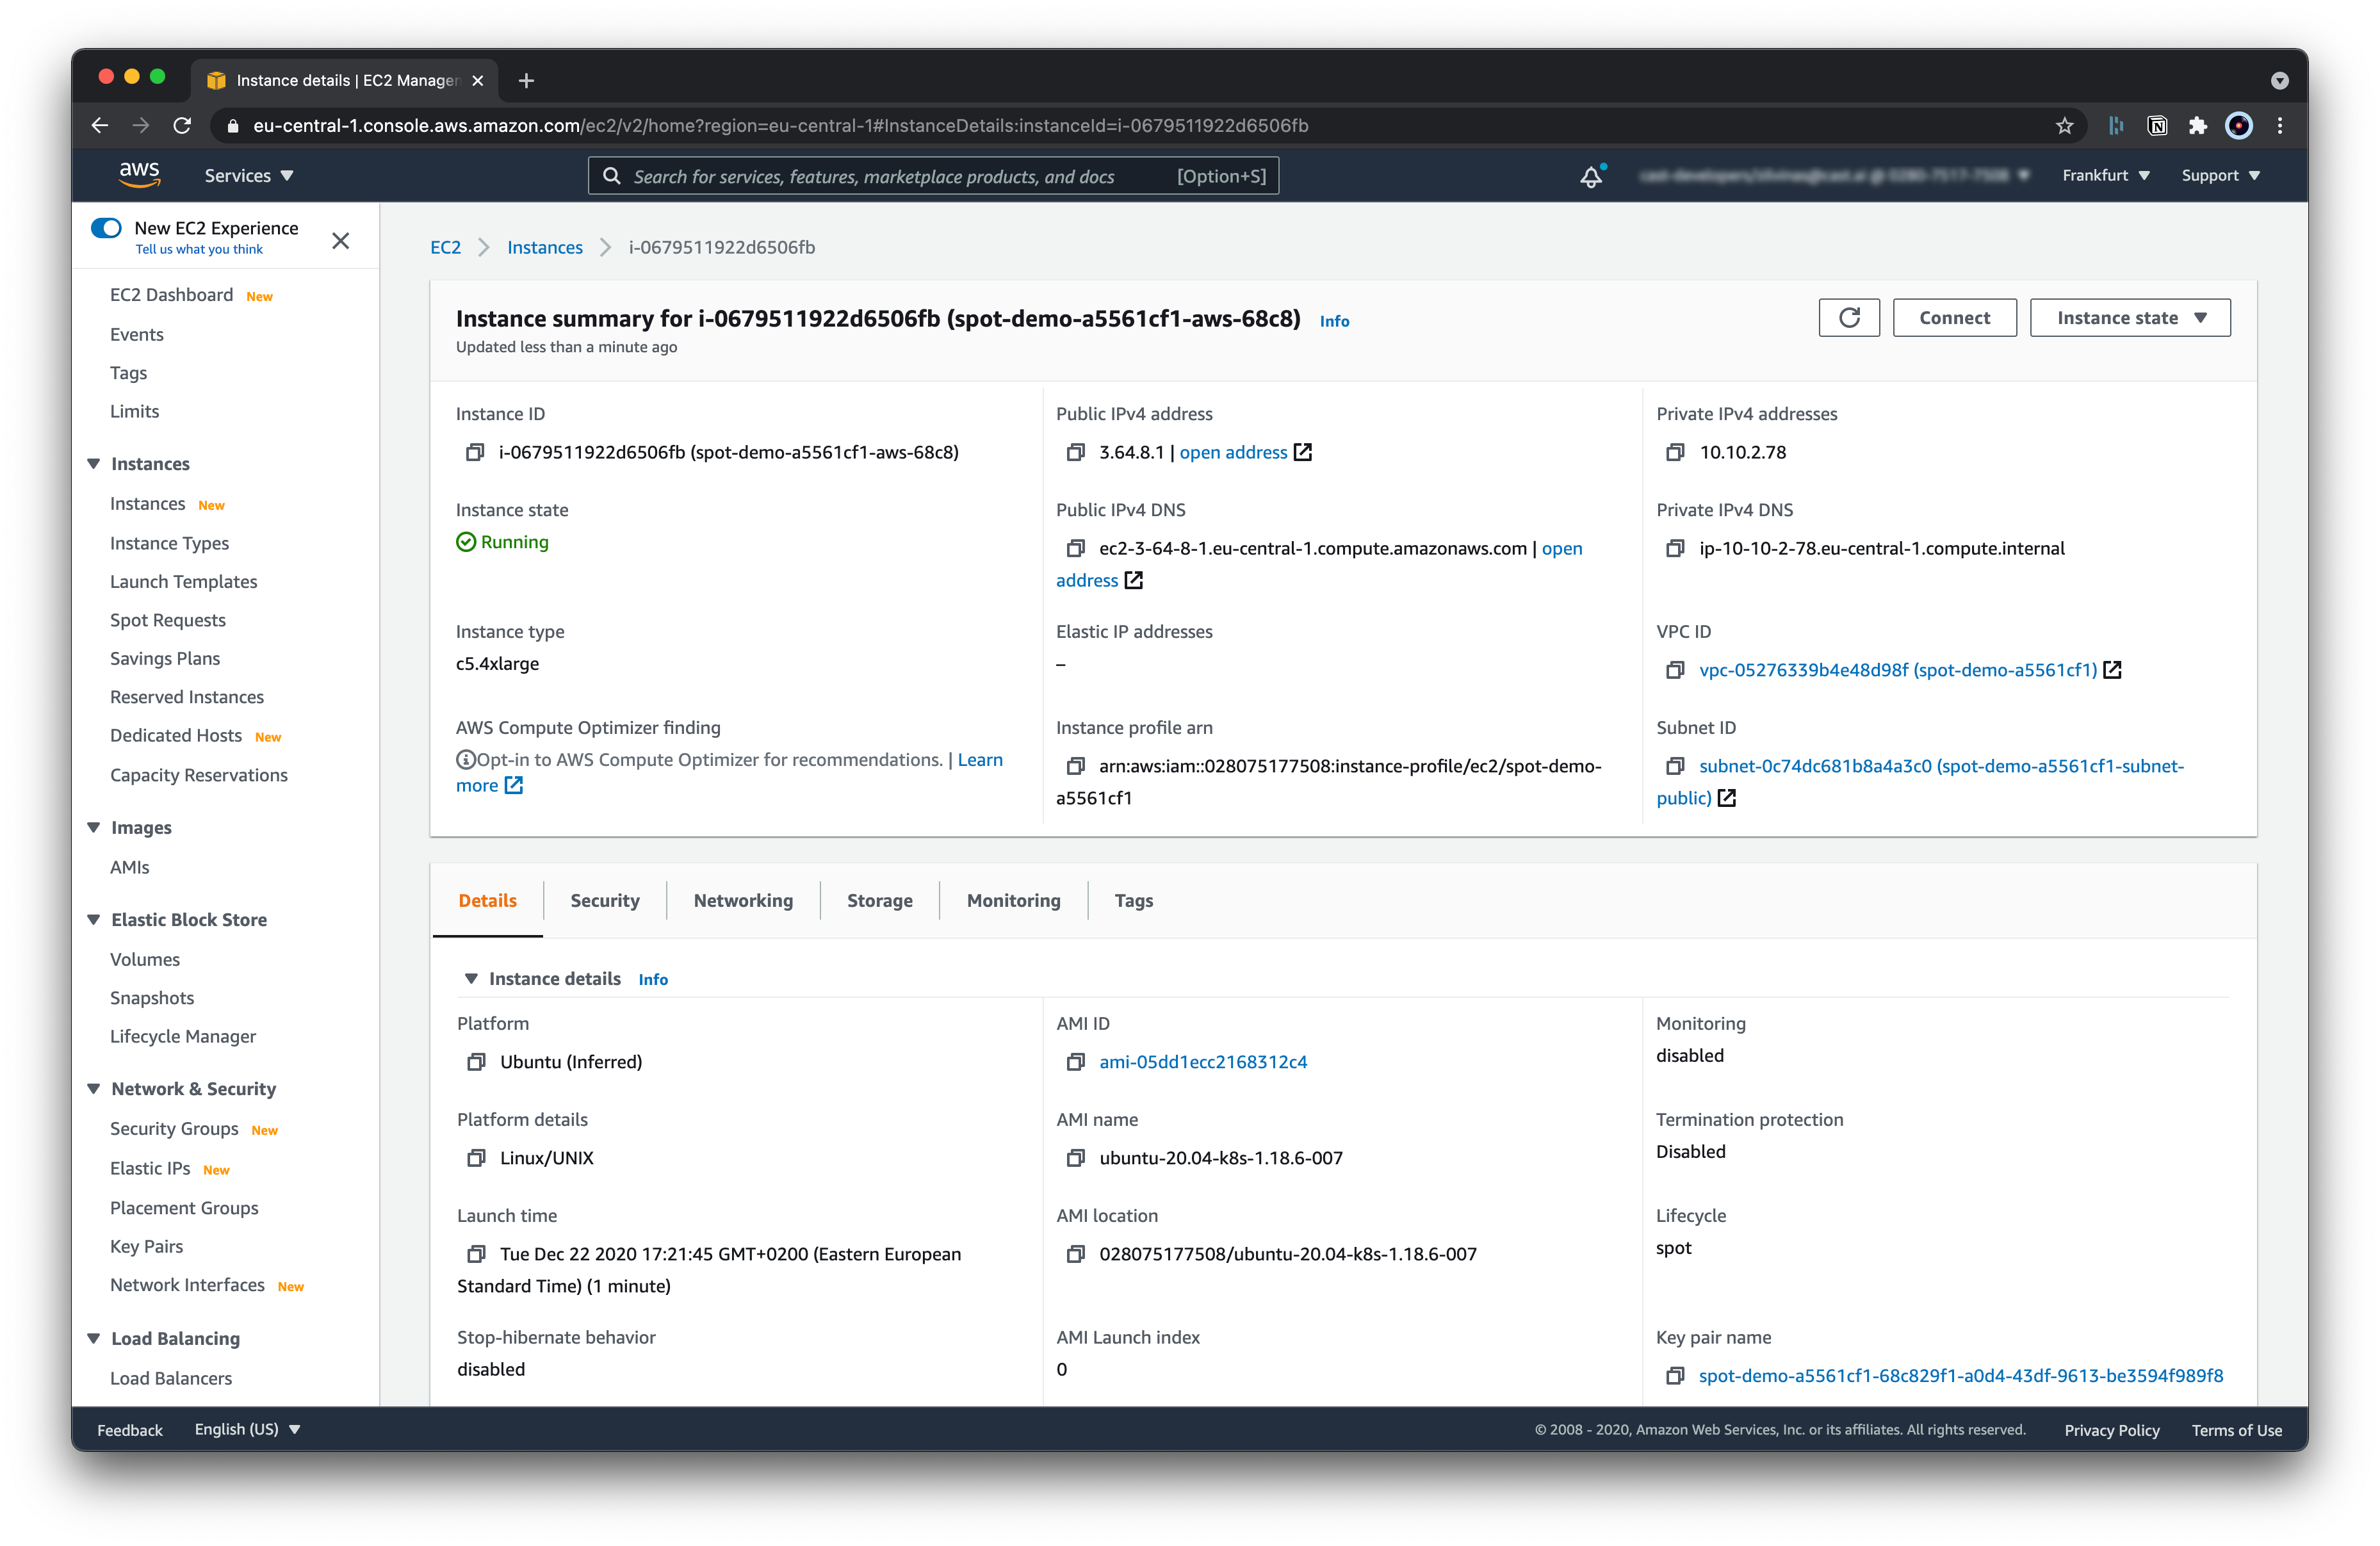 Instance details | EC2 Managen
eu-central-1.console.aws.amazon.com/ec2/v2/home?region=eu-central-1#InstanceDetails:instanceId=i-0679511922d6506fb
aws
Services
Search for services, features, marketplace products, and docs [Option+S]
Frankfurt
Support
New EC2 Experience
Tell us what you think
EC2 Dashboard New
Events
Tags
Limits
Instances
Instances New
Instance Types
Launch Templates
Spot Requests
Savings Plans
Reserved Instances
Dedicated Hosts New
Capacity Reservations
Images
AMIs
Elastic Block Store
Volumes
Snapshots
Lifecycle Manager
Network & Security
Security Groups New
Elastic IPs New
Placement Groups
Key Pairs
Network Interfaces New
Load Balancing
Load Balancers
EC2 > Instances > i-0679511922d6506fb
Instance summary for i-0679511922d6506fb (spot-demo-a5561cf1-aws-68c8) Info
Updated less than a minute ago
Connect
Instance state
Instance ID
i-0679511922d6506fb (spot-demo-a5561cf1-aws-68c8)
Public IPv4 address
3.64.8.1 | open address
Private IPv4 addresses
10.10.2.78
Instance state
Running
Public IPv4 DNS
ec2-3-64-8-1.eu-central-1.compute.amazonaws.com | open
address
Private IPv4 DNS
ip-10-10-2-78.eu-central-1.compute.internal
Instance type
c5.4xlarge
Elastic IP addresses
–
VPC ID
vpc-05276339b4e48d98f (spot-demo-a5561cf1)
AWS Compute Optimizer finding
Opt-in to AWS Compute Optimizer for recommendations. | Learn
more
Instance profile arn
arn:aws:iam::028075177508:instance-profile/ec2/spot-demo-
a5561cf1
Subnet ID
subnet-0c74dc681b8a4a3c0 (spot-demo-a5561cf1-subnet-
public)
Details
Security
Networking
Storage
Monitoring
Tags
Instance details Info
Platform
Ubuntu (Inferred)
AMI ID
ami-05dd1ecc2168312c4
Monitoring
disabled
Platform details
Linux/UNIX
AMI name
ubuntu-20.04-k8s-1.18.6-007
Termination protection
Disabled
Launch time
Tue Dec 22 2020 17:21:45 GMT+0200 (Eastern European
Standard Time) (1 minute)
AMI location
028075177508/ubuntu-20.04-k8s-1.18.6-007
Lifecycle
spot
Stop-hibernate behavior
disabled
AMI Launch index
0
Key pair name
spot-demo-a5561cf1-68c829f1-a0d4-43df-9613-be3594f989f8
Feedback
English (US)
© 2008 - 2020, Amazon Web Services, Inc. or its affiliates. All rights reserved.
Privacy Policy
Terms of Use